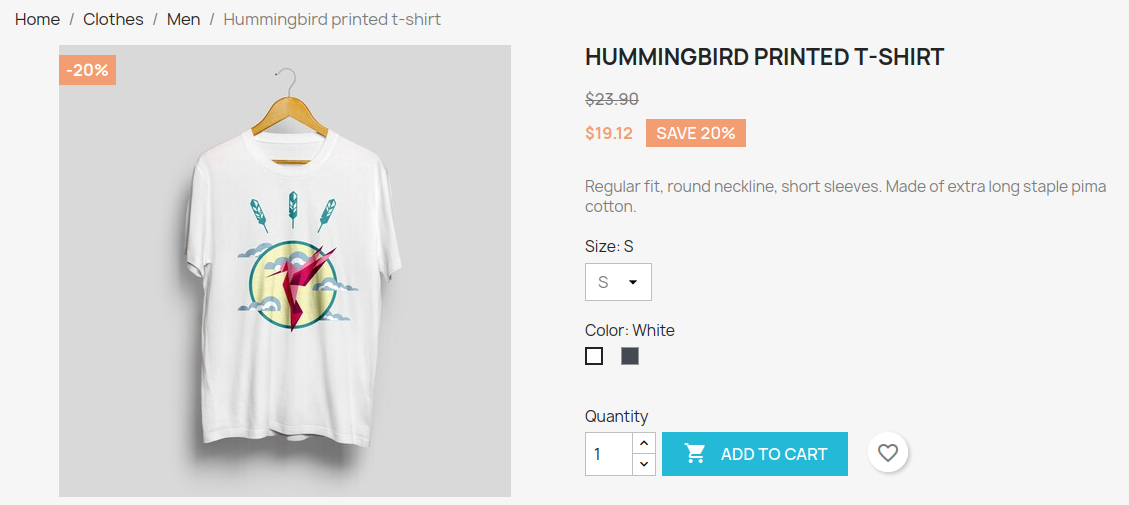 Home / Clothes / Men / Hummingbird printed t-shirt
-20%
HUMMINGBIRD PRINTED T-SHIRT
$23.90
$19.12 SAVE 20%
Regular fit, round neckline, short sleeves. Made of extra long staple pima
cotton.
Size: S
S
Color: White
Quantity
1 ADD TO CART